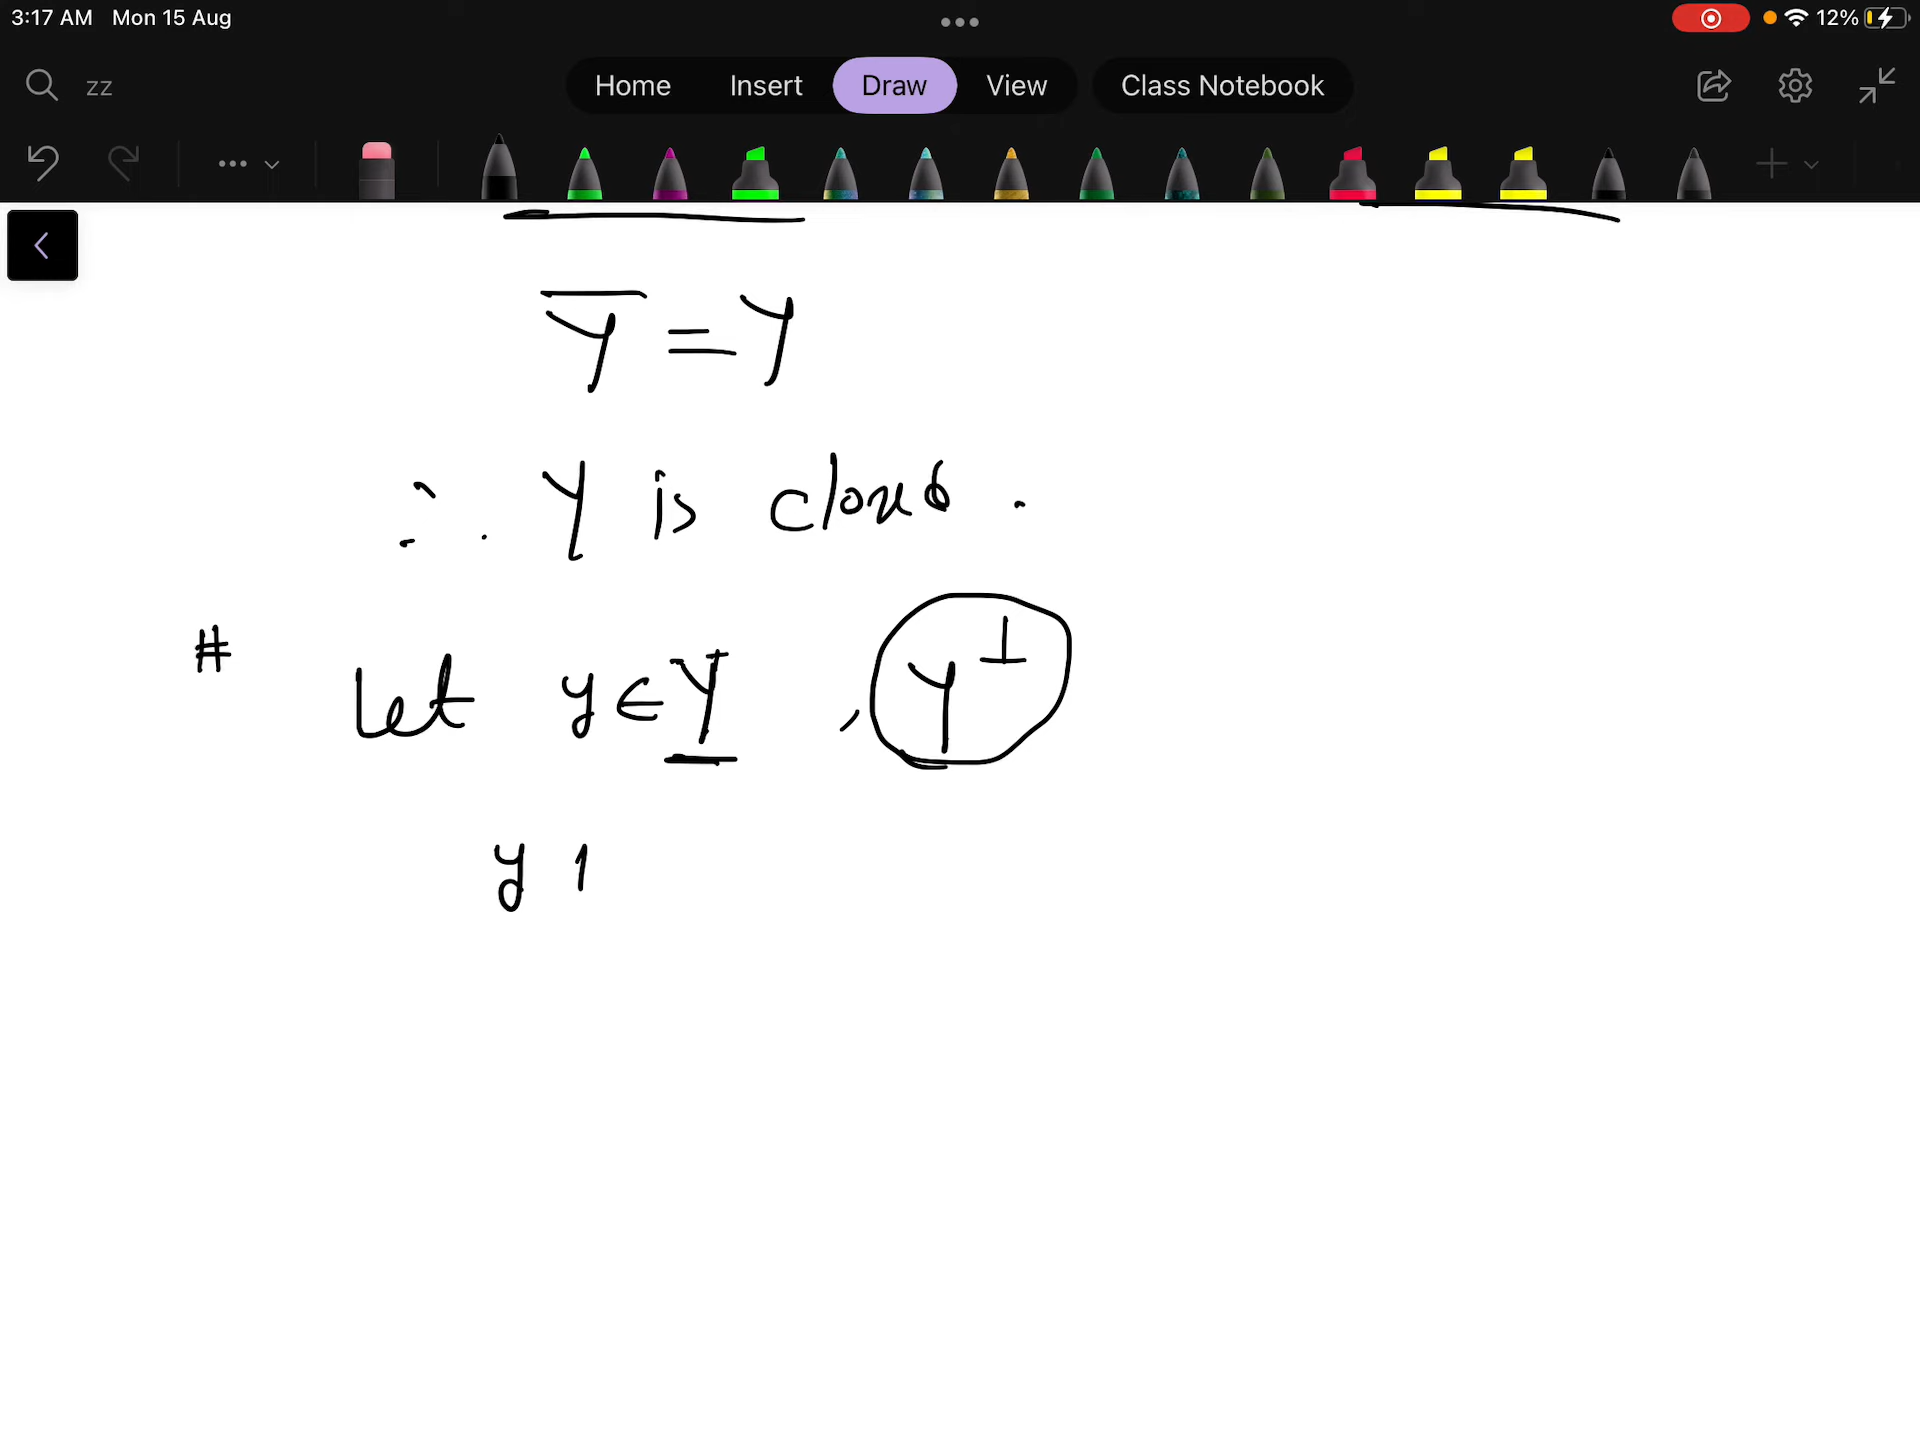 3:17 AM Mon 15 Aug
12%
zz
Home Insert Draw View Class Notebook
Y̅ = Y
∴ Y is closed.
# Let y ∈ Y , Y⊥
y